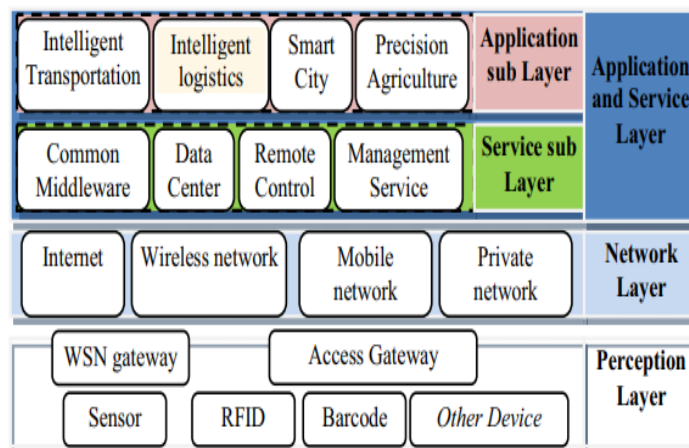 Intelligent
Transportation
Intelligent
logistics
Smart
City
Precision
Agriculture
Application
sub Layer
Application
and Service
Layer
Common
Middleware
Data
Center
Remote
Control
Management
Service
Service sub
Layer
Internet
Wireless network
Mobile
network
Private
network
Network
Layer
WSN gateway
Access Gateway
Perception
Layer
Sensor
RFID
Barcode
Other Device